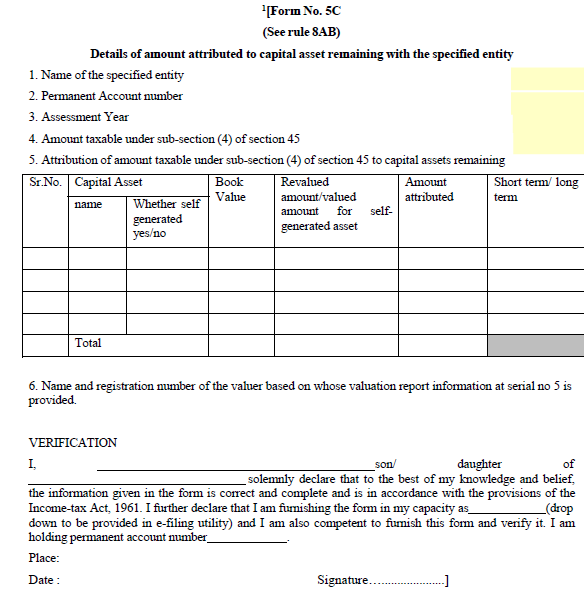 ¹[Form No. 5C
(See rule 8AB)
Details of amount attributed to capital asset remaining with the specified entity
1. Name of the specified entity
2. Permanent Account number
3. Assessment Year
4. Amount taxable under sub-section (4) of section 45
5. Attribution of amount taxable under sub-section (4) of section 45 to capital assets remaining
Sr.No. Capital Asset Book Value Revalued amount/valued amount for self-generated asset Amount attributed Short term/ long term
name Whether self generated yes/no
Total
6. Name and registration number of the valuer based on whose valuation report information at serial no 5 is
provided.
VERIFICATION
I, ____________________ son/ daughter of
____________________ solemnly declare that to the best of my knowledge and belief,
the information given in the form is correct and complete and is in accordance with the provisions of the
Income-tax Act, 1961. I further declare that I am furnishing the form in my capacity as____________(drop
down to be provided in e-filing utility) and I am also competent to furnish this form and verify it. I am
holding permanent account number____________.
Place:
Date : Signature........................]